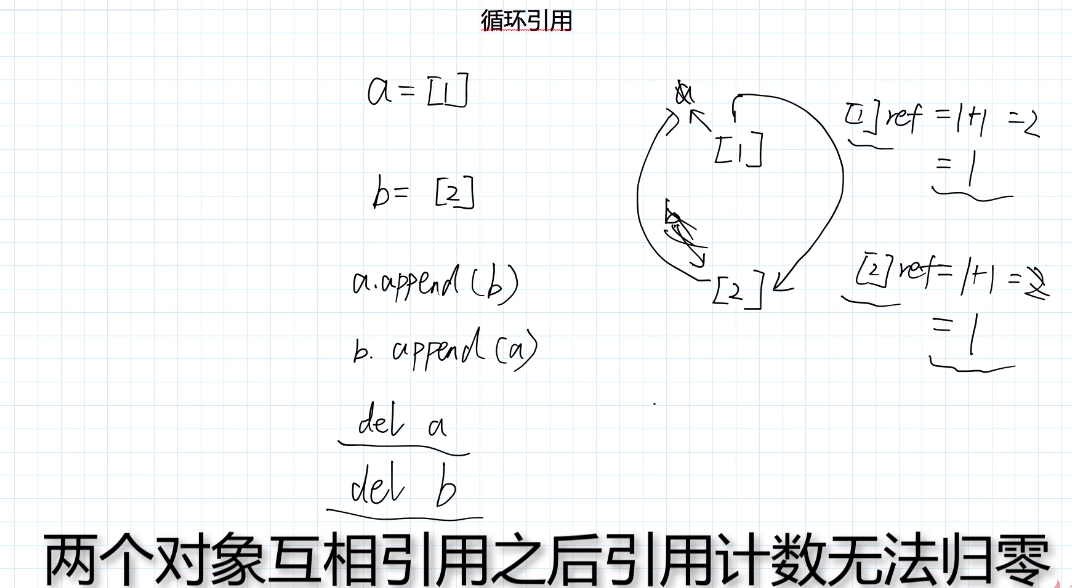 循环引用
a = [1]
b = [2]
a.append(b)
b. append(a)
del a
del b
a
[1]
b
[2]
[1] ref = 1+1 = 2
= 1
[2] ref = 1+1 = 2
= 1
两个对象互相引用之后引用计数无法归零